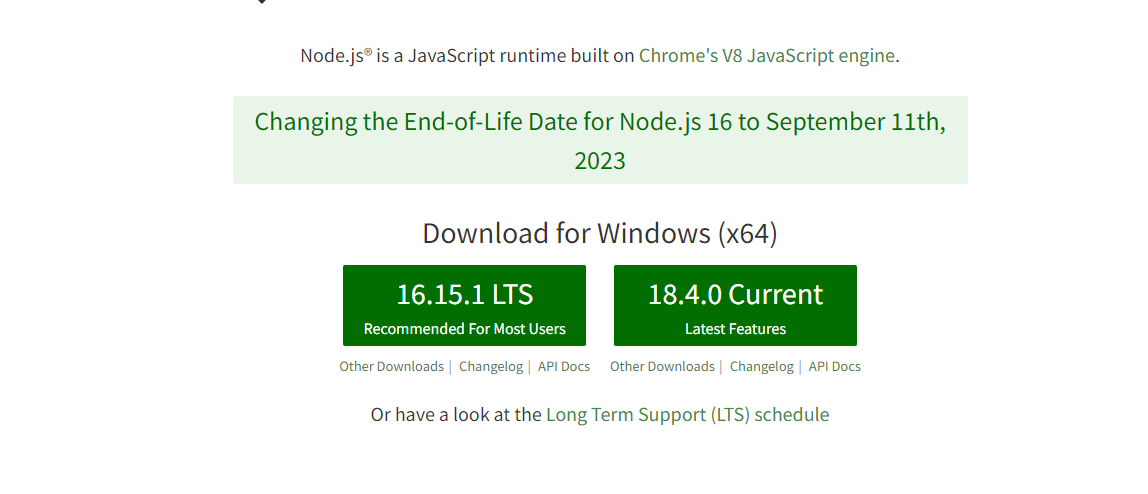 Node.js® is a JavaScript runtime built on Chrome's V8 JavaScript engine.
Changing the End-of-Life Date for Node.js 16 to September 11th,
2023
Download for Windows (x64)
16.15.1 LTS
Recommended For Most Users
18.4.0 Current
Latest Features
Other Downloads | Changelog | API Docs
Other Downloads | Changelog | API Docs
Or have a look at the Long Term Support (LTS) schedule